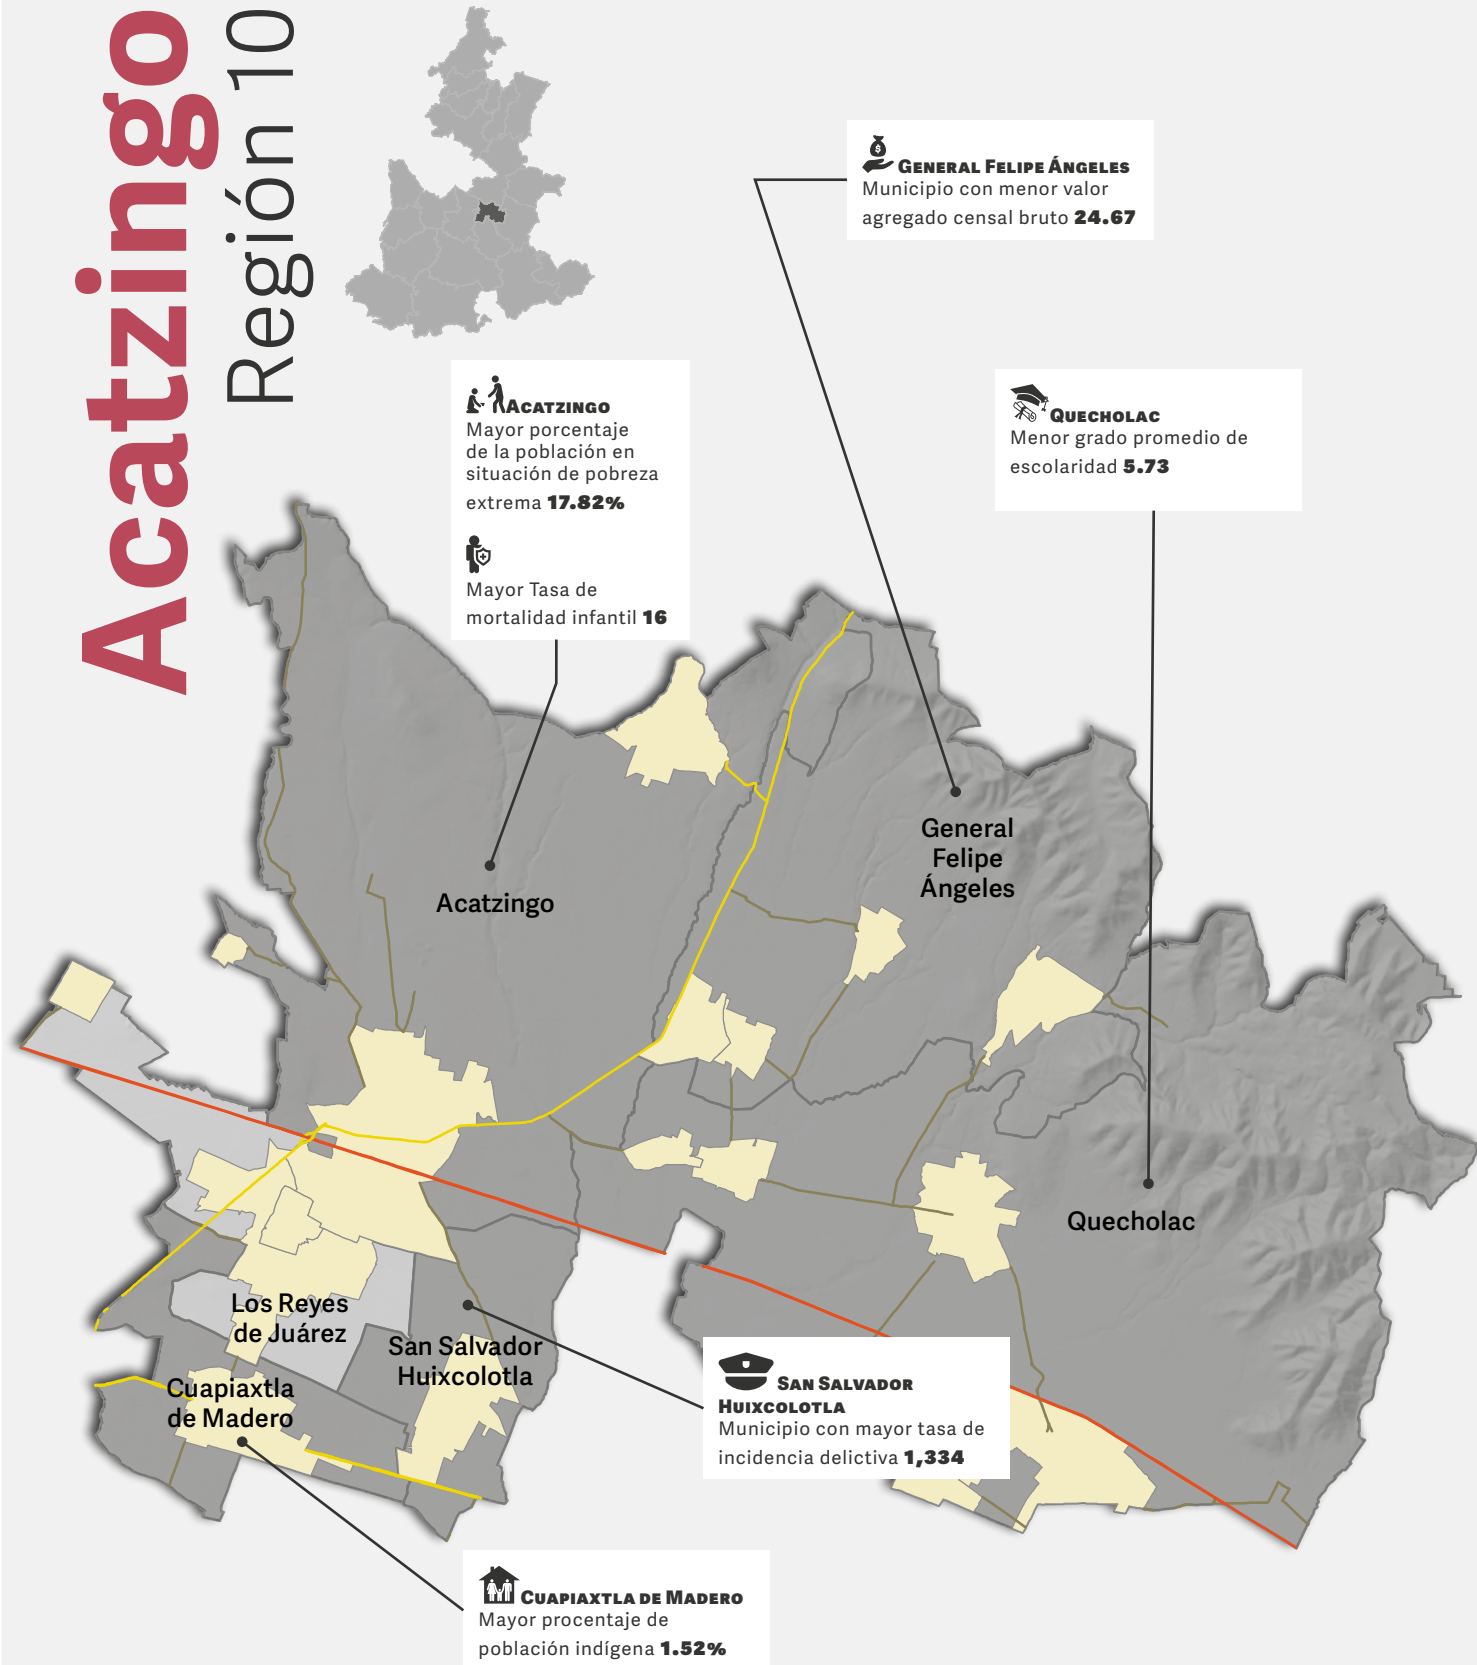 Acatzingo
Región 10
GENERAL FELIPE ÁNGELES
Municipio con menor valor
agregado censal bruto 24.67
ACATZINGO
Mayor porcentaje
de la población en
situación de pobreza
extrema 17.82%
Mayor Tasa de
mortalidad infantil 16
QUECHOLAC
Menor grado promedio de
escolaridad 5.73
General
Felipe
Ángeles
Acatzingo
Quecholac
Los Reyes
de Juárez
San Salvador
Huixcolotla
Cuapiaxtla
de Madero
SAN SALVADOR
HUIXCOLOTLA
Municipio con mayor tasa de
incidencia delictiva 1,334
CUAPIAXTLA DE MADERO
Mayor procentaje de
población indígena 1.52%